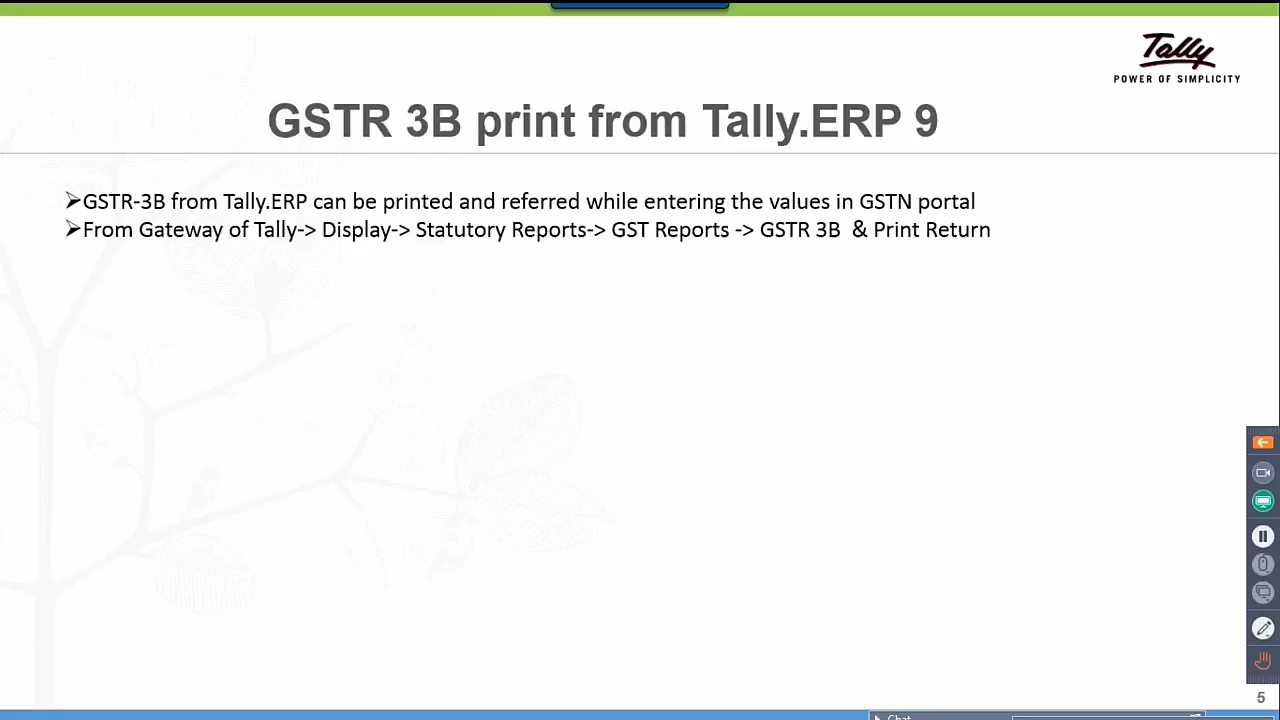 Tally
POWER OF SIMPLICITY
GSTR 3B print from Tally.ERP 9
➢GSTR-3B from Tally.ERP can be printed and referred while entering the values in GSTN portal
➢From Gateway of Tally-> Display-> Statutory Reports-> GST Reports -> GSTR 3B  & Print Return
5
Chat